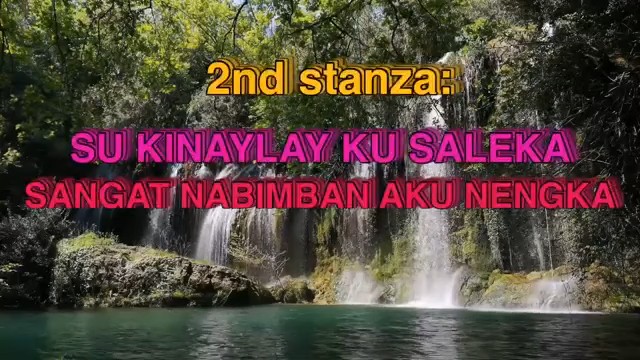 2nd stanza:
SU KINAYLAY KU SALEKA
SANGAT NABIMBAN AKU NENGKA